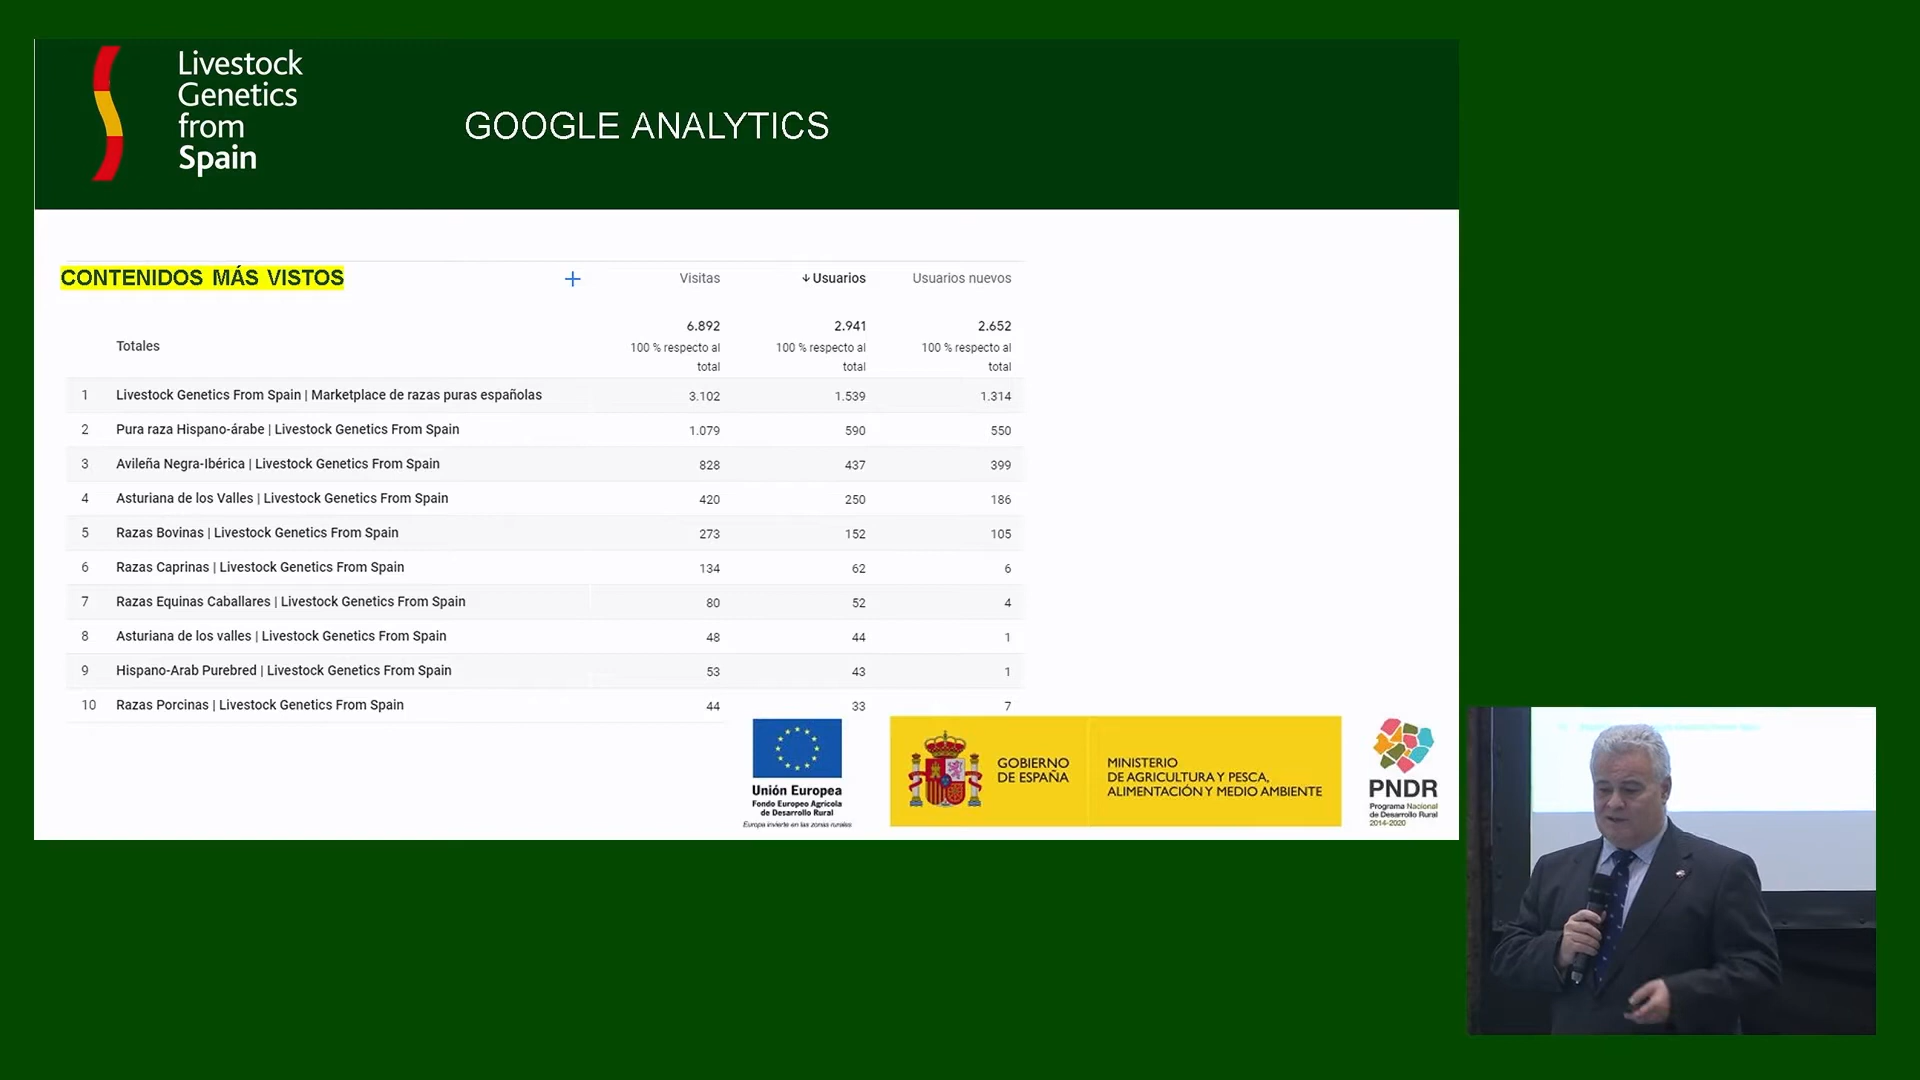 Livestock
Genetics
from
Spain
GOOGLE ANALYTICS
CONTENIDOS MÁS VISTOS + Visitas ↓ Usuarios Usuarios nuevos
6.892 2.941 2.652
Totales 100 % respecto al 100 % respecto al 100 % respecto al
total total total
1 Livestock Genetics From Spain | Marketplace de razas puras españolas 3.102 1.539 1.314
2 Pura raza Hispano-árabe | Livestock Genetics From Spain 1.079 590 550
3 Avileña Negra-Ibérica | Livestock Genetics From Spain 828 437 399
4 Asturiana de los Valles | Livestock Genetics From Spain 420 250 186
5 Razas Bovinas | Livestock Genetics From Spain 273 152 105
6 Razas Caprinas | Livestock Genetics From Spain 134 62 6
7 Razas Equinas Caballares | Livestock Genetics From Spain 80 52 4
8 Asturiana de los valles | Livestock Genetics From Spain 48 44 1
9 Hispano-Arab Purebred | Livestock Genetics From Spain 53 43 1
10 Razas Porcinas | Livestock Genetics From Spain 44 33 7
Unión Europea
Fondo Europeo Agrícola
de Desarrollo Rural
Europa invierte en las zonas rurales
GOBIERNO
DE ESPAÑA
MINISTERIO
DE AGRICULTURA Y PESCA,
ALIMENTACIÓN Y MEDIO AMBIENTE
PNDR
Programa Nacional
de Desarrollo Rural
2014-2020